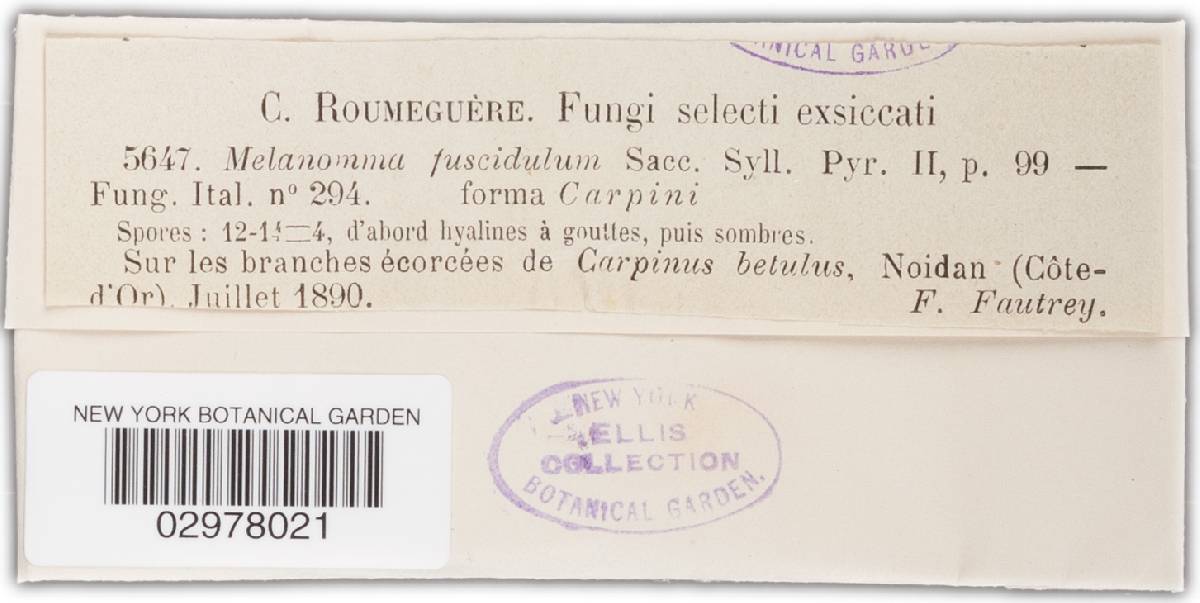 NICAL GARDE
C. ROUMEGUÈRE. Fungi selecti exsiccati
5647. Melanomma fuscidulum Sacc. Syll. Pyr. II, p. 99 —
Fung. Ital. nº 294. forma Carpini
Spores : 12-14=4, d'abord hyalines à gouttes, puis sombres.
Sur les branches écorcées de Carpinus betulus, Noidan (Côte-
d'Or). Juillet 1890. F. Fautrey.
NEW YORK BOTANICAL GARDEN
02978021
NEW YORK
ELLIS
COLLECTION
BOTANICAL GARDEN.